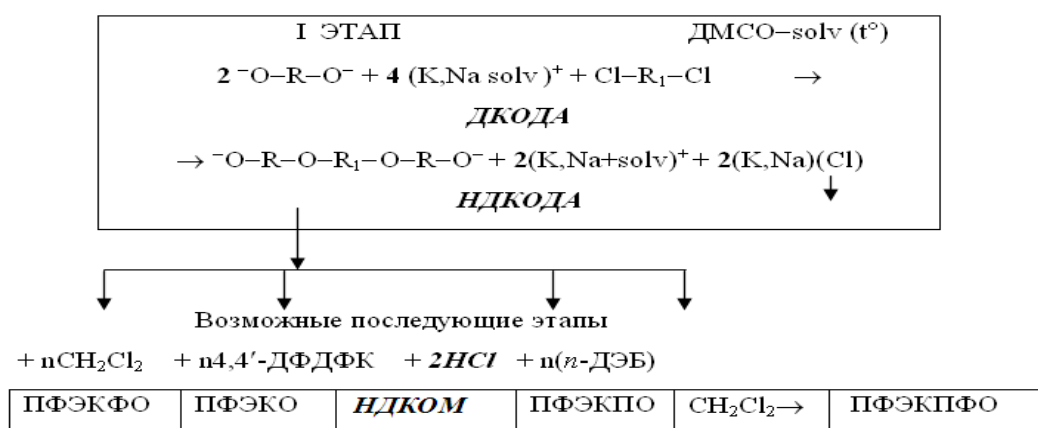 I ЭТАП ДМСО–solv (t°)
2 ⁻O–R–O⁻ + 4 (K,Na solv)⁺ + Cl–R₁–Cl →
ДКОДА
→ ⁻O–R–O–R₁–O–R–O⁻ + 2(K,Na+solv)⁺ + 2(K,Na)(Cl)
НДКОДА
Возможные последующие этапы
+ nCH₂Cl₂ + n4,4′-ДФДФК + 2HCl + n(п-ДЭБ)
ПФЭКФО ПФЭКО НДКОМ ПФЭКПО CH₂Cl₂→ ПФЭКПФО